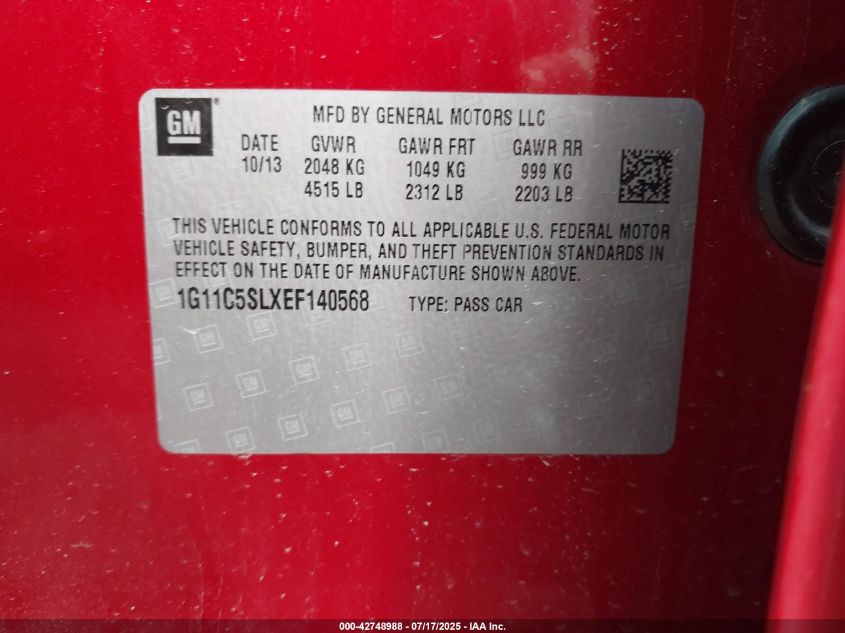 GM
MFD BY GENERAL MOTORS LLC
DATE GVWR GAWR FRT GAWR RR
10/13 2048 KG 1049 KG 999 KG
4515 LB 2312 LB 2203 LB
THIS VEHICLE CONFORMS TO ALL APPLICABLE U.S. FEDERAL MOTOR
VEHICLE SAFETY, BUMPER, AND THEFT PREVENTION STANDARDS IN
EFFECT ON THE DATE OF MANUFACTURE SHOWN ABOVE.
1G11C5SLXEF140568 TYPE: PASS CAR
000-42748988 - 07/17/2025 - IAA Inc.